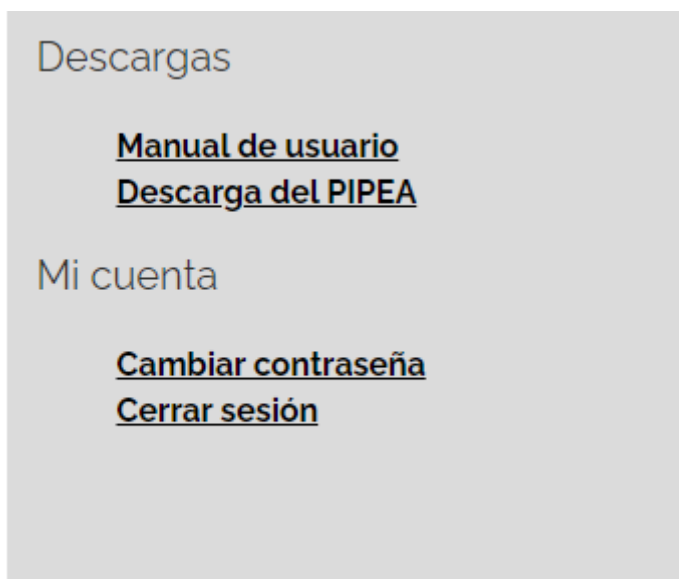 Descargas
Manual de usuario
Descarga del PIPEA
Mi cuenta
Cambiar contraseña
Cerrar sesión